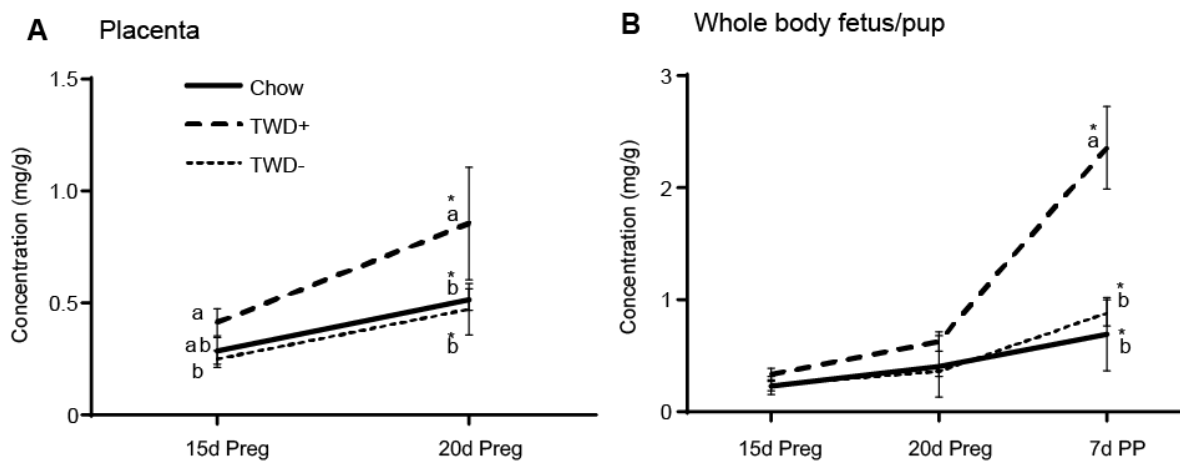 A Placenta
Concentration (mg/g)
1.5
1.0
0.5
0
Chow
TWD+
TWD-
a
ab
b
*
a
*
b
*
b
15d Preg 20d Preg
B Whole body fetus/pup
Concentration (mg/g)
3
2
1
0
*
a
*
b
*
b
15d Preg 20d Preg 7d PP